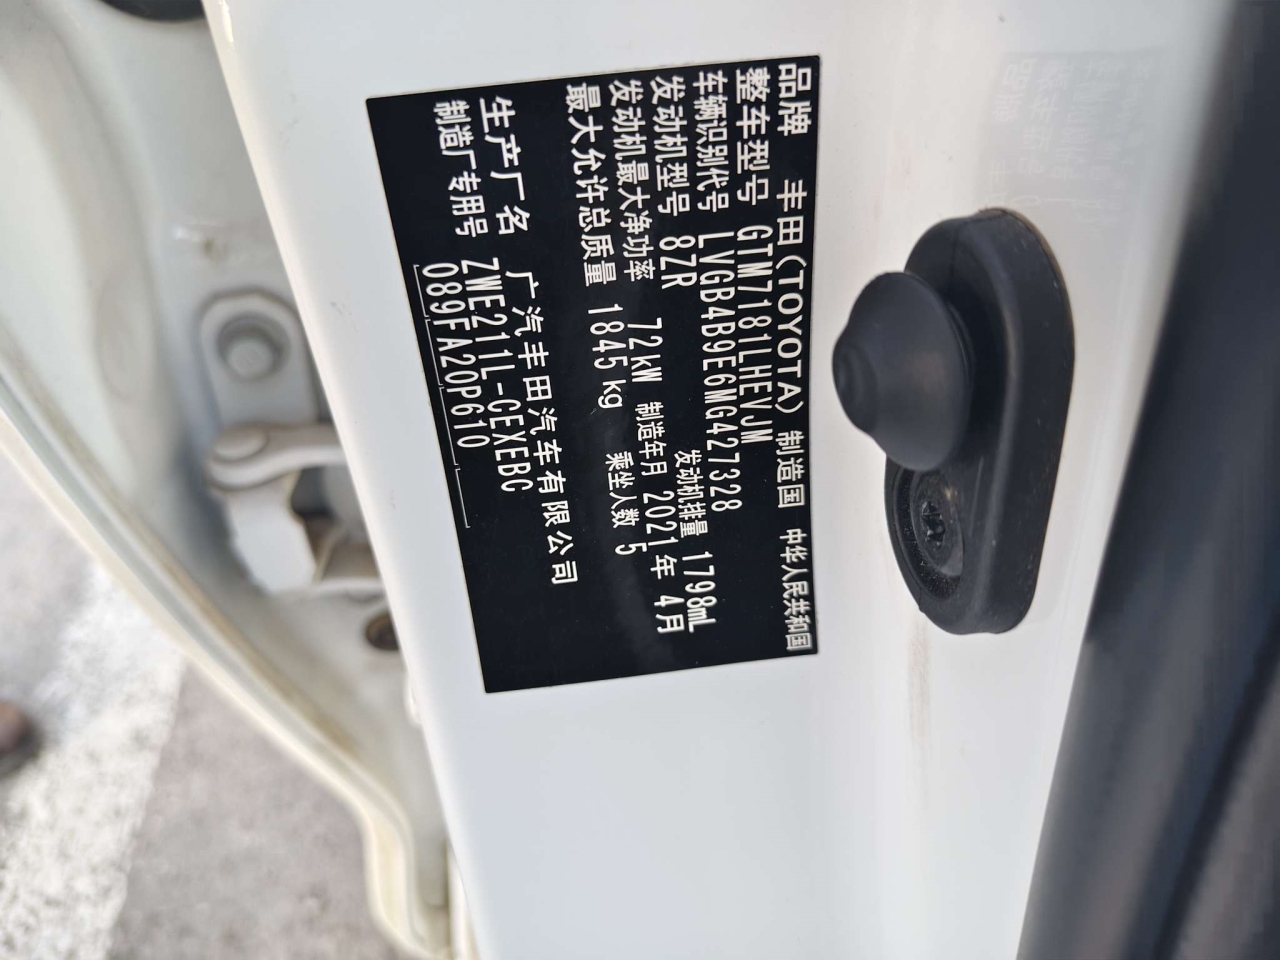 品牌 丰田(TOYOTA) 制造国 中华人民共和国
整车型号 GTM7181LHEVJM
车辆识别代号 LVGB4B9E6MG427328
发动机型号 8ZR 发动机排量 1798mL
发动机最大净功率 72kW 制造年月 2021年 4月
最大允许总质量 1845kg 乘坐人数 5
生产厂名 广汽丰田汽车有限公司
制造厂专用号 ZWE211L-GEXEBC
089FA20P610